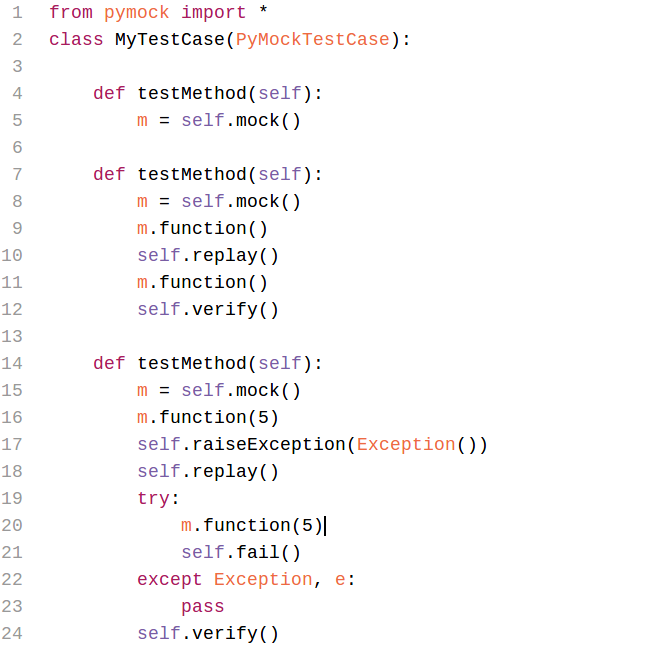 1 from pymock import *
2 class MyTestCase(PyMockTestCase):
3
4     def testMethod(self):
5         m = self.mock()
6
7     def testMethod(self):
8         m = self.mock()
9         m.function()
10         self.replay()
11         m.function()
12         self.verify()
13
14     def testMethod(self):
15         m = self.mock()
16         m.function(5)
17         self.raiseException(Exception())
18         self.replay()
19         try:
20             m.function(5)
21             self.fail()
22         except Exception, e:
23             pass
24         self.verify()